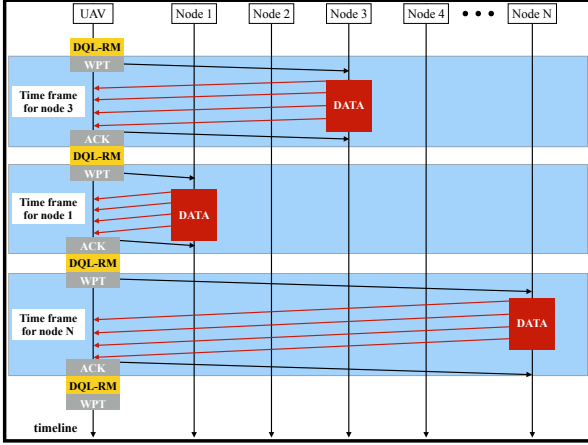 UAV Node 1 Node 2 Node 3 Node 4 • • • Node N
DQL-RM
WPT
Time frame
for node 3
DATA
ACK
DQL-RM
WPT
Time frame
for node 1
DATA
ACK
DQL-RM
WPT
Time frame
for node N
DATA
ACK
DQL-RM
WPT
timeline